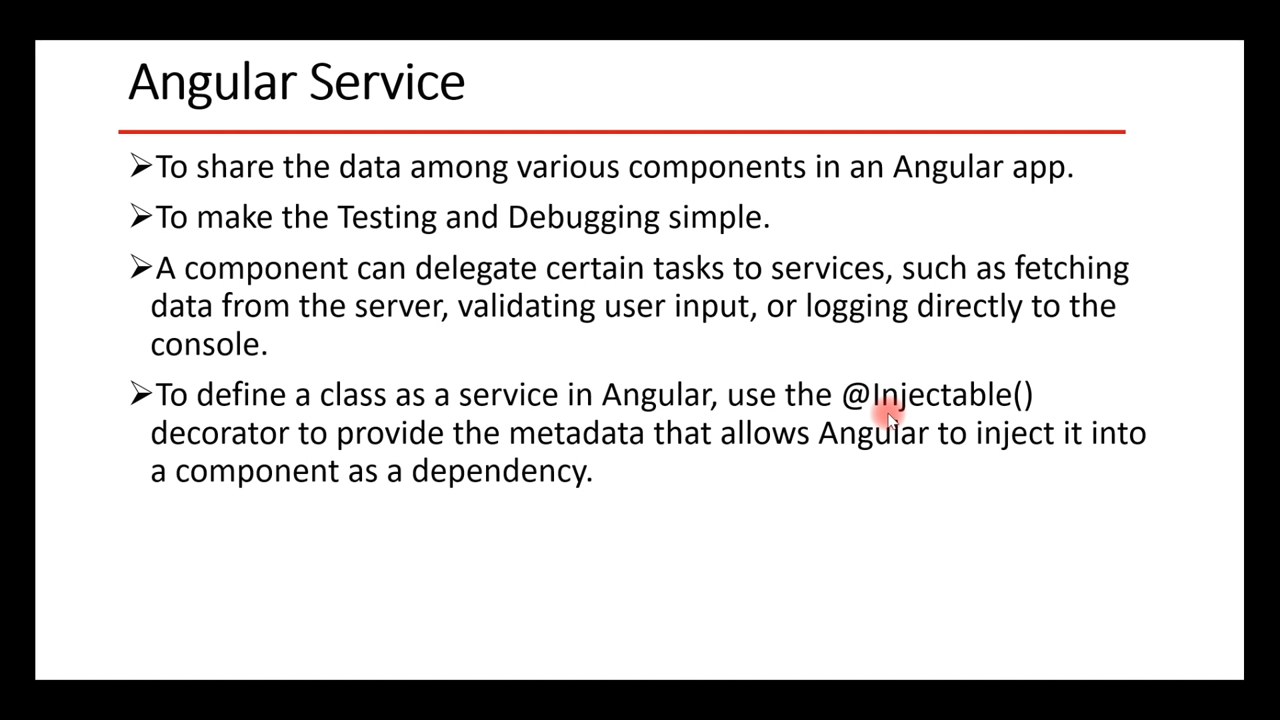 Angular Service
➢To share the data among various components in an Angular app.
➢To make the Testing and Debugging simple.
➢A component can delegate certain tasks to services, such as fetching
data from the server, validating user input, or logging directly to the
console.
➢To define a class as a service in Angular, use the @Injectable()
decorator to provide the metadata that allows Angular to inject it into
a component as a dependency.